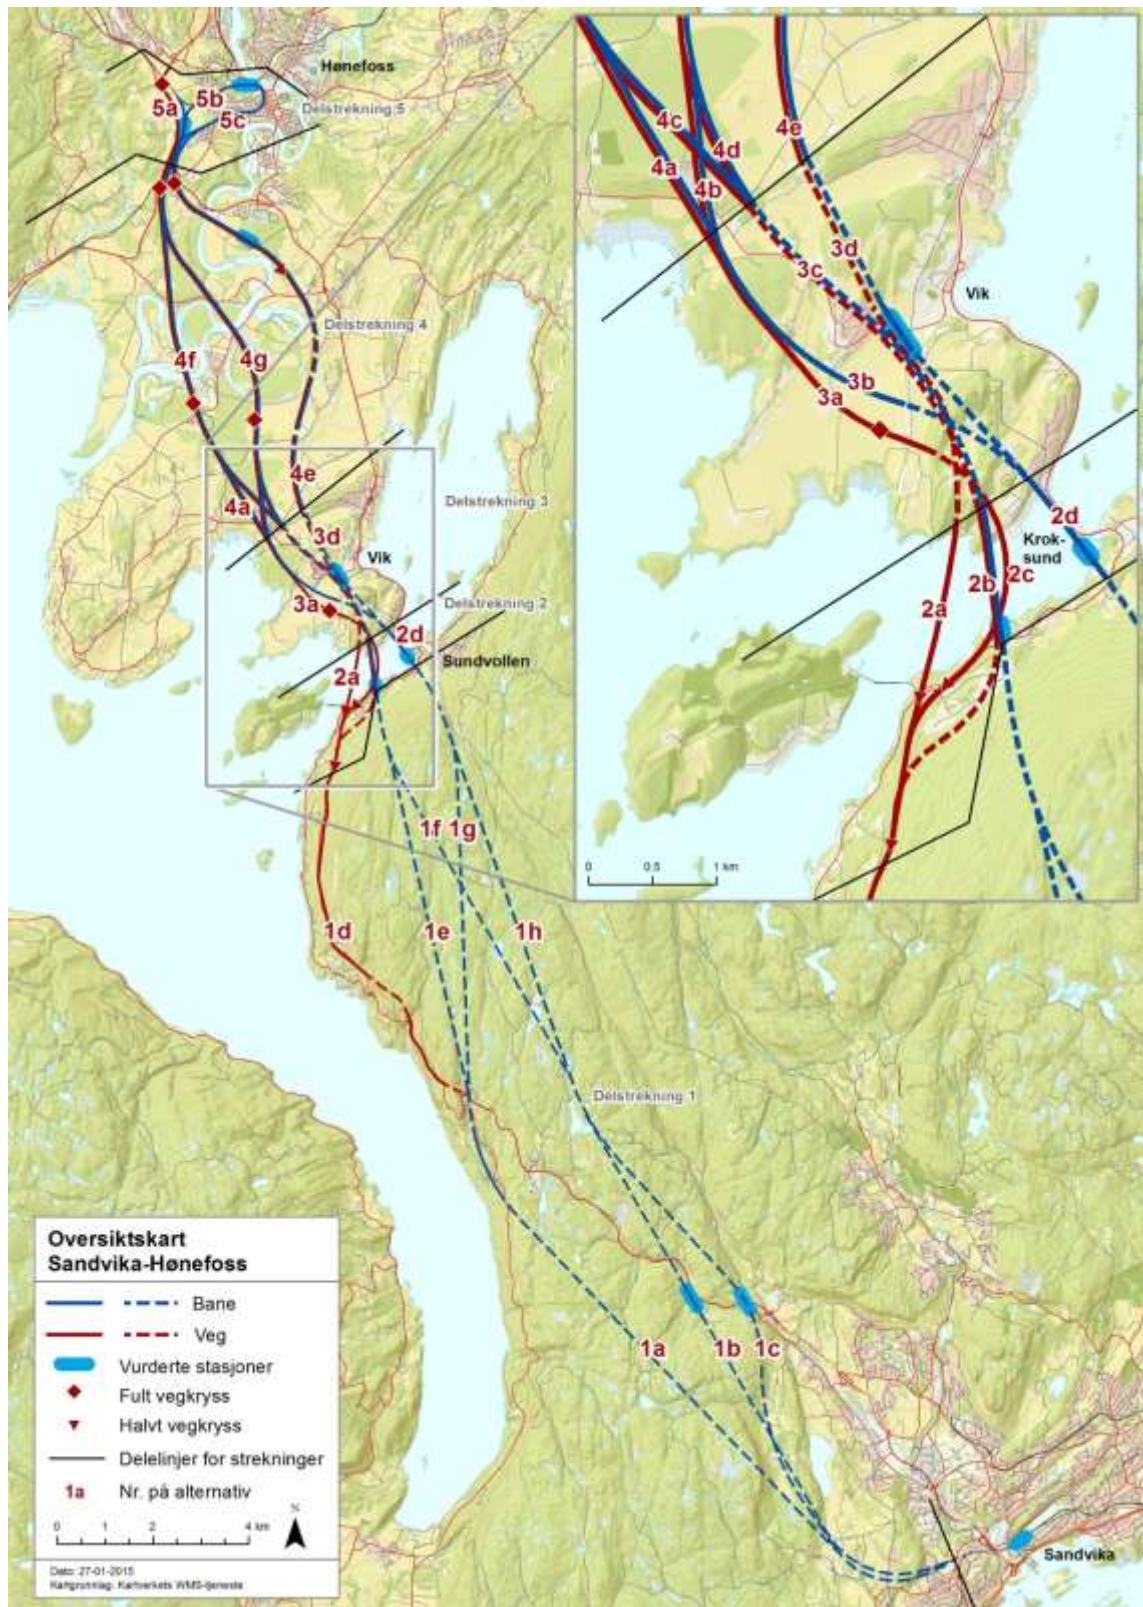 Hønefoss
5a
5b
5c
Delstrekning 5
Delstrekning 4
4f
4g
4e
4a
Delstrekning 3
3d
Vik
3a
Delstrekning 2
2d
Sundvollen
2a
1f 1g
1d
1e
1h
Delstrekning 1
1a
1b
1c
Sandvika
4c
4d
4e
4a
4b
3d
3c
Vik
3b
3a
2d
Krok-
sund
2b
2c
2a
0 0.5 1 km
Oversiktskart
Sandvika-Hønefoss
Bane
Veg
Vurderte stasjoner
Fult vegkryss
Halvt vegkryss
Delelinjer for strekninger
1a Nr. på alternativ
N
0 1 2 4 km
Dato: 27-01-2015
Kartgrunnlag: Kartverkets WMS-tjeneste